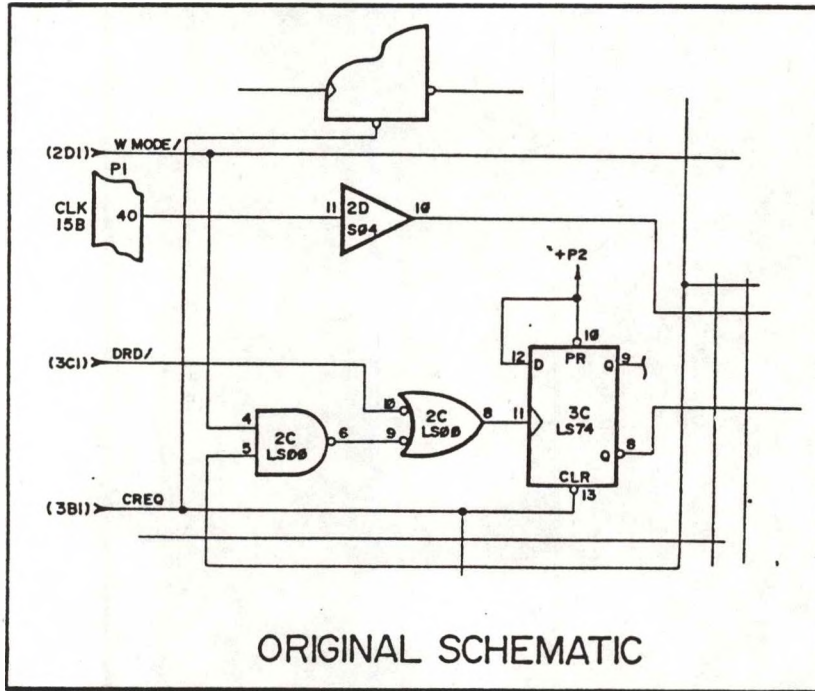 (2D1) W MODE/
P1
CLK 15B
40
11 2D S04 10
+P2
10
(3C1) DRD/
12 D PR Q 9
10
4 2C LS00 6
5
9 2C LS00 8
11 3C LS74
Q 8
CLR
13
(3B1) CREQ
ORIGINAL SCHEMATIC